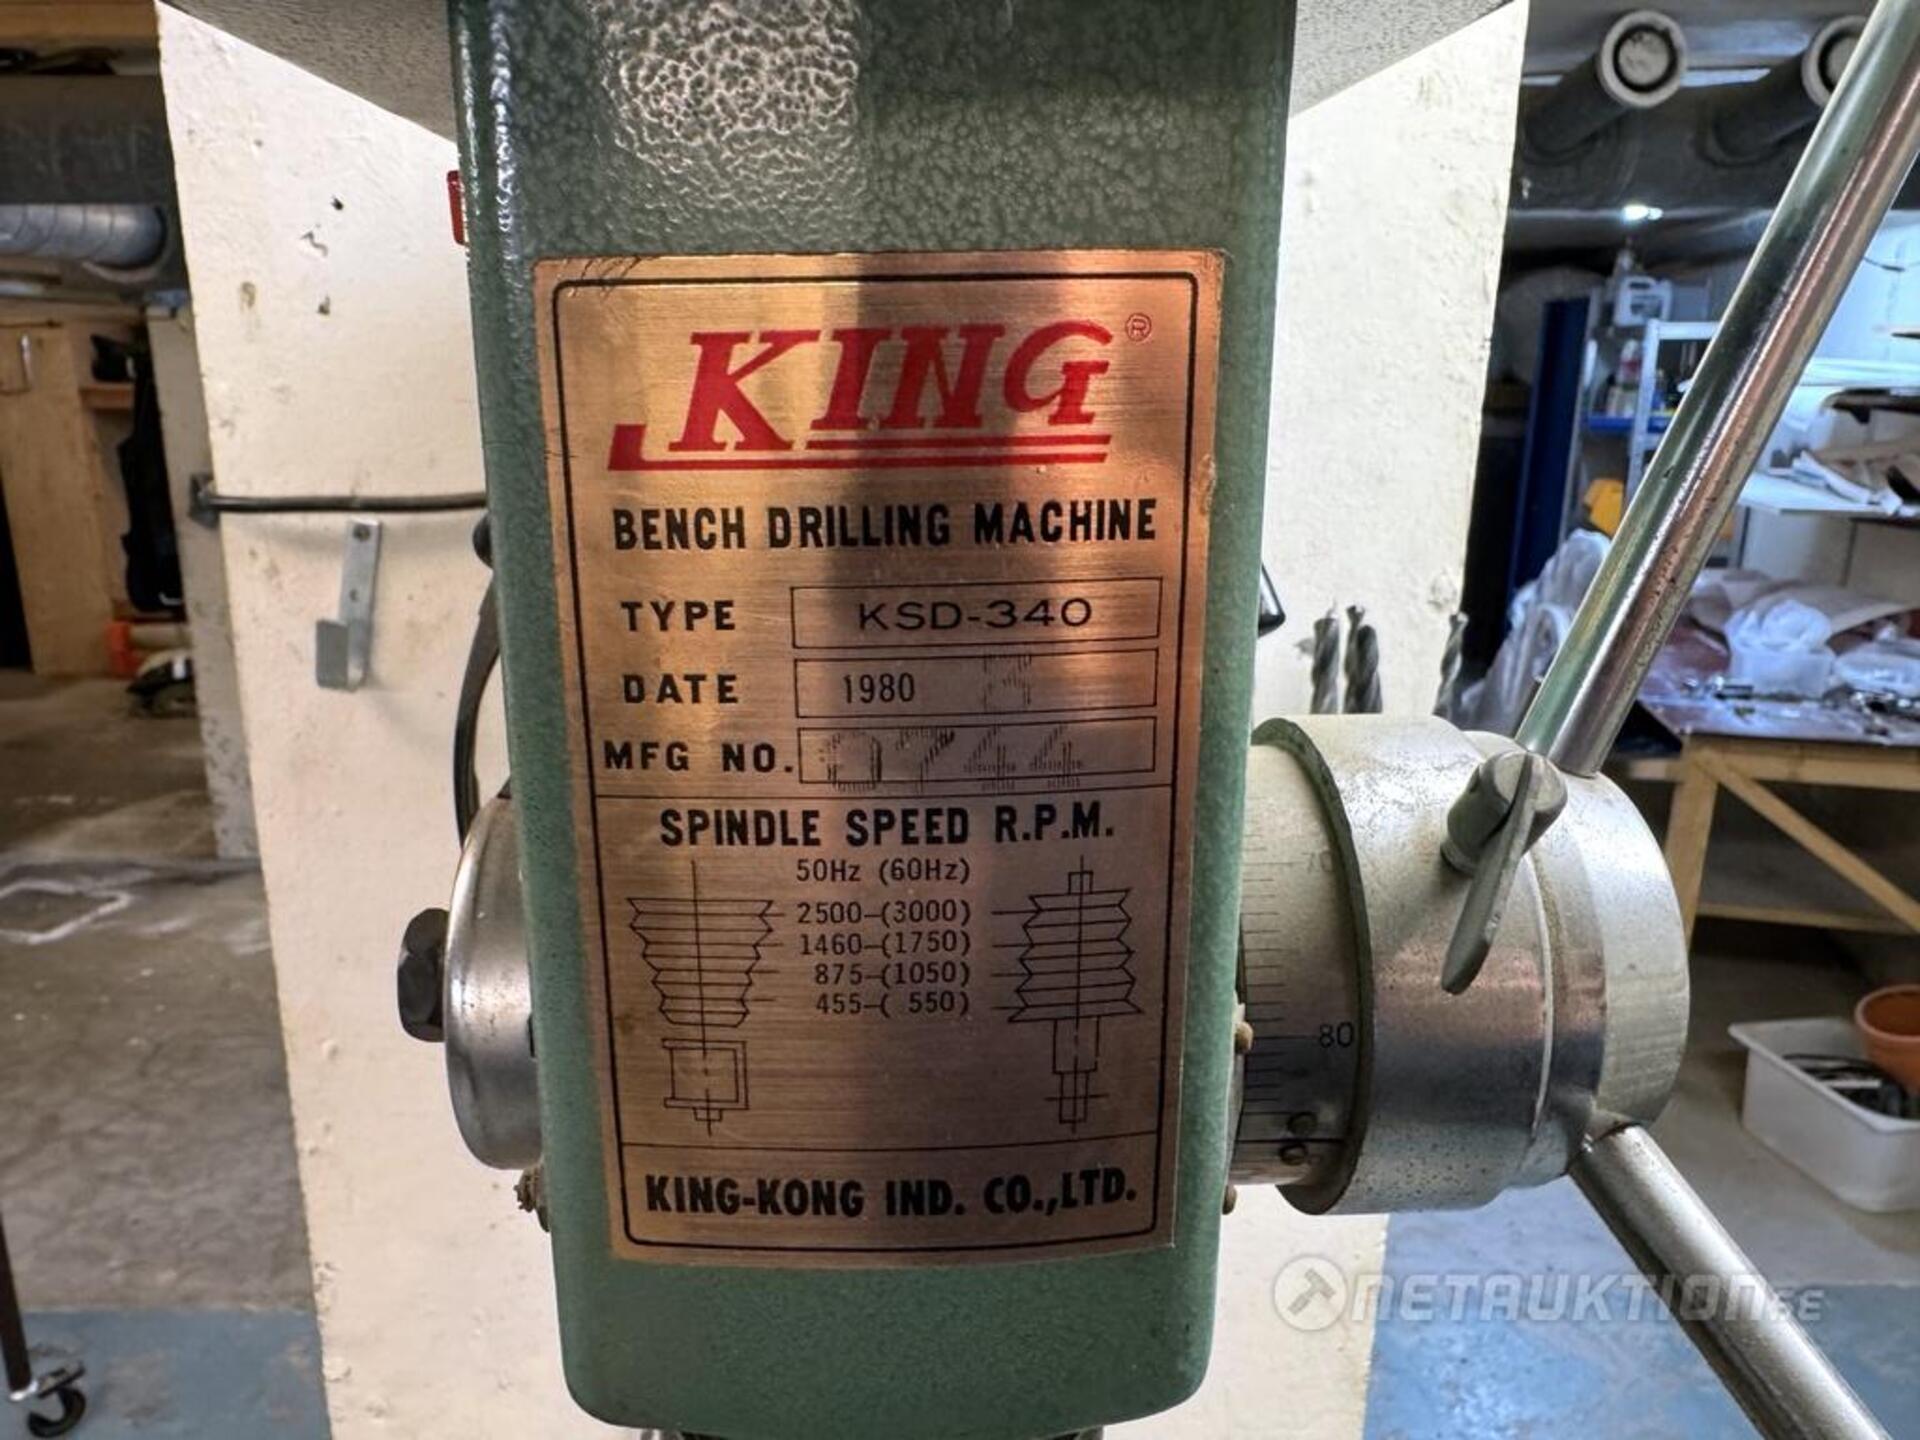 KING®
BENCH DRILLING MACHINE
TYPE KSD-340
DATE 1980
MFG NO.
SPINDLE SPEED R.P.M.
50Hz (60Hz)
2500-(3000)
1460-(1750)
875-(1050)
455-( 550)
KING-KONG IND. CO.,LTD.
70
80
NETAUKTION.EE